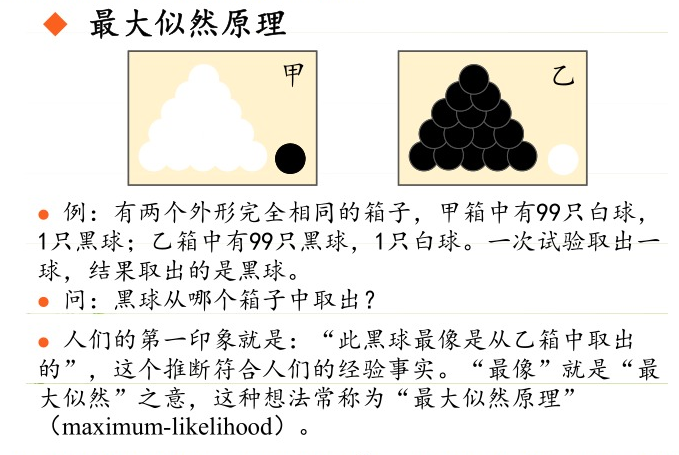 最大似然原理
甲
乙
例：有两个外形完全相同的箱子，甲箱中有99只白球，
1只黑球；乙箱中有99只黑球，1只白球。一次试验取出一
球，结果取出的是黑球。
问：黑球从哪个箱子中取出？
人们的第一印象就是：“此黑球最像是从乙箱中取出
的”，这个推断符合人们的经验事实。“最像”就是“最
大似然”之意，这种想法常称为“最大似然原理”
（maximum-likelihood）。